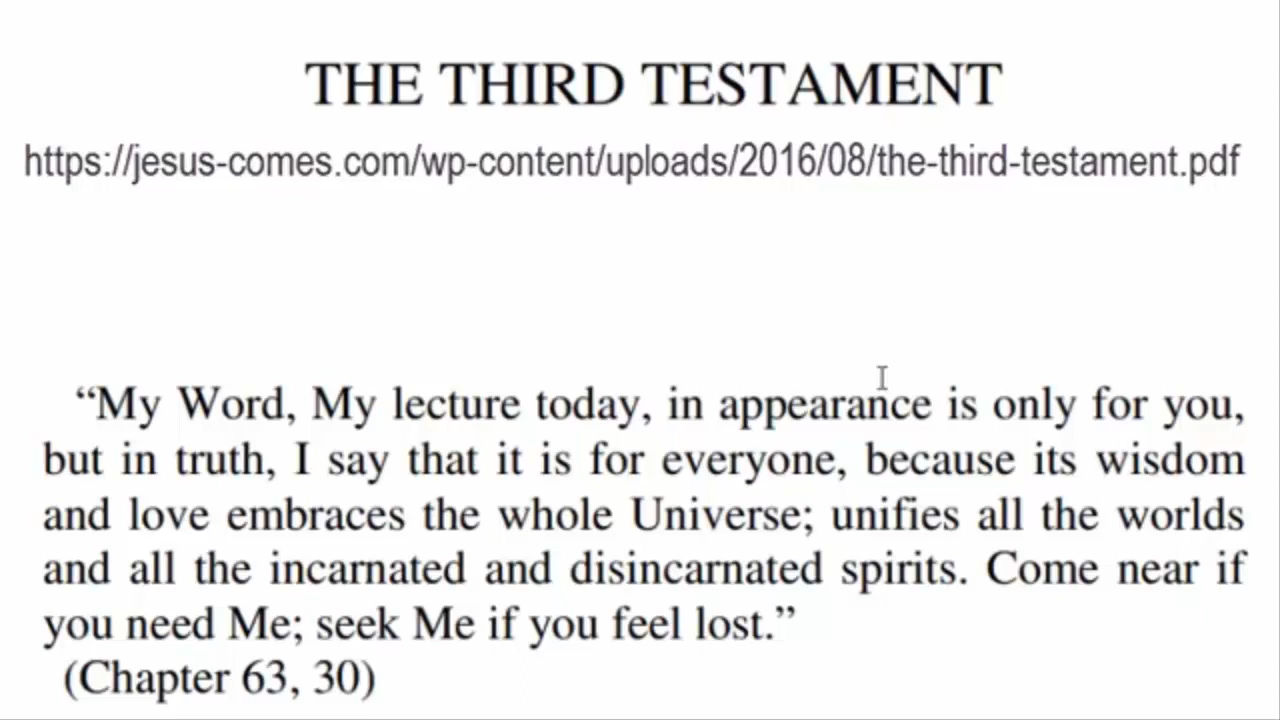 THE THIRD TESTAMENT
https://jesus-comes.com/wp-content/uploads/2016/08/the-third-testament.pdf
“My Word, My lecture today, in appearance is only for you,
but in truth, I say that it is for everyone, because its wisdom
and love embraces the whole Universe; unifies all the worlds
and all the incarnated and disincarnated spirits. Come near if
you need Me; seek Me if you feel lost.”
(Chapter 63, 30)